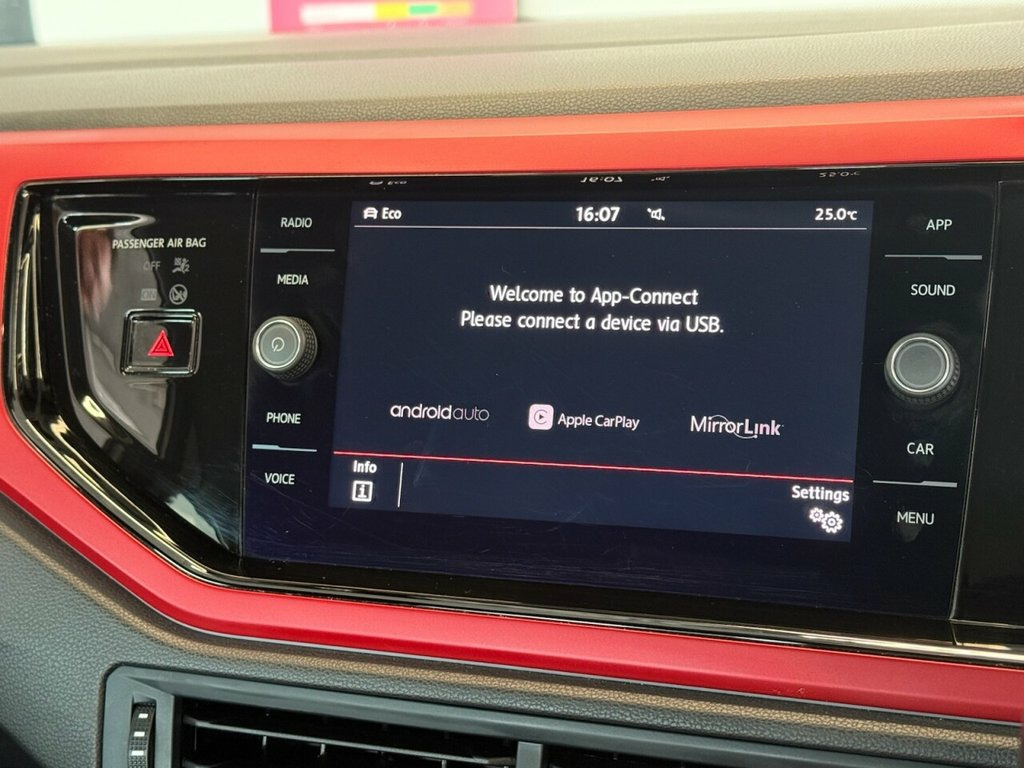 PASSENGER AIR BAG
OFF
ON
RADIO
MEDIA
PHONE
VOICE
Eco
16:07
25.0°C
Welcome to App-Connect
Please connect a device via USB.
androidauto
Apple CarPlay
MirrorLink
Info
Settings
APP
SOUND
CAR
MENU